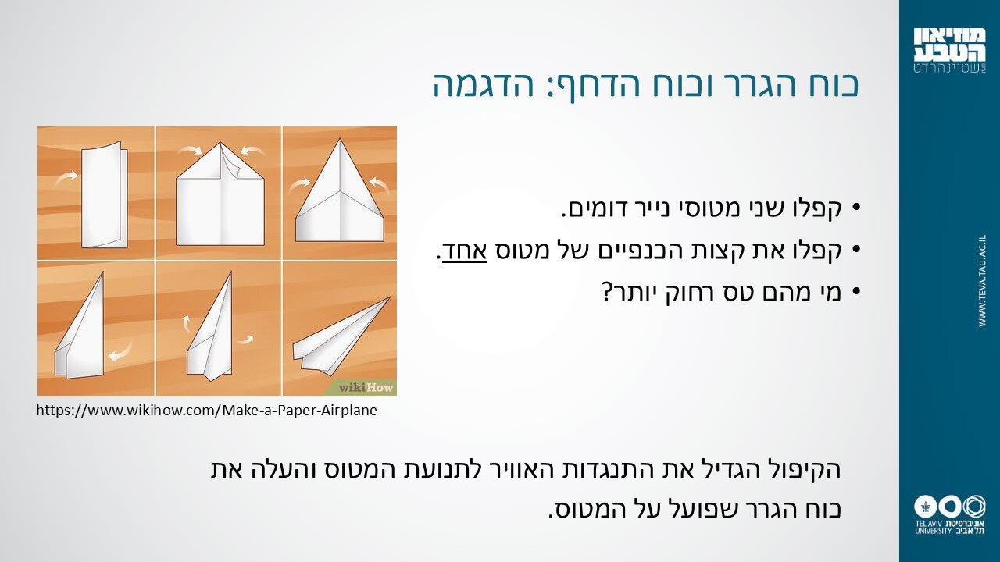 מוזיאון
הטבע
ע״ש שטיינהרדט
כוח הגרר וכוח הדחף: הדגמה
• קפלו שני מטוסי נייר דומים.
• קפלו את קצות הכנפיים של מטוס אחד.
• מי מהם טס רחוק יותר?
wikiHow
https://www.wikihow.com/Make-a-Paper-Airplane
הקיפול הגדיל את התנגדות האוויר לתנועת המטוס והעלה את
כוח הגרר שפועל על המטוס.
WWW.TEVA.TAU.AC.IL
TEL AVIV אוניברסיטת
UNIVERSITY תל אביב